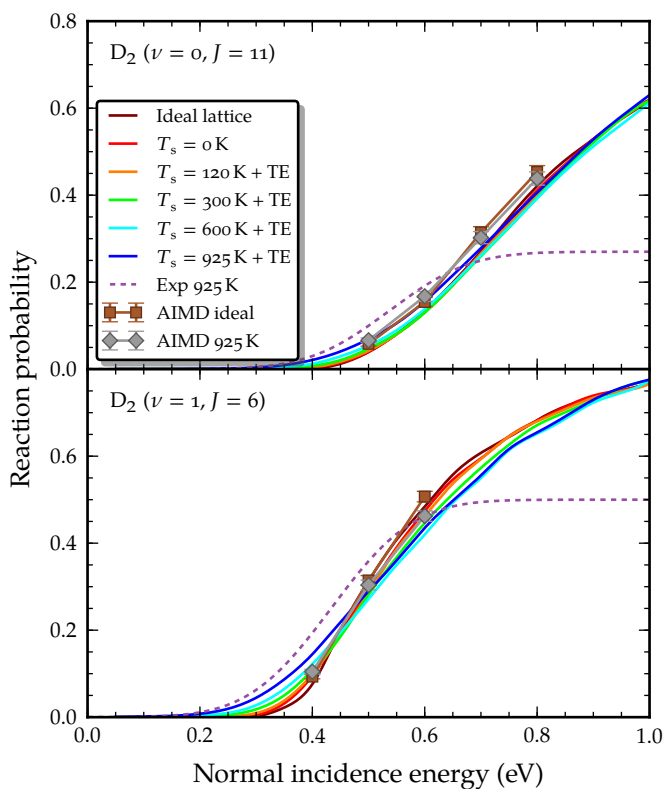 0.8
D₂ (ν = 0, J = 11)
0.6
Ideal lattice
Tₛ = 0 K
Tₛ = 120 K + TE
Tₛ = 300 K + TE
Tₛ = 600 K + TE
Tₛ = 925 K + TE
Exp 925 K
AIMD ideal
AIMD 925 K
0.4
0.2
0.0
Reaction probability
D₂ (ν = 1, J = 6)
0.6
0.4
0.2
0.0
0.0 0.2 0.4 0.6 0.8 1.0
Normal incidence energy (eV)